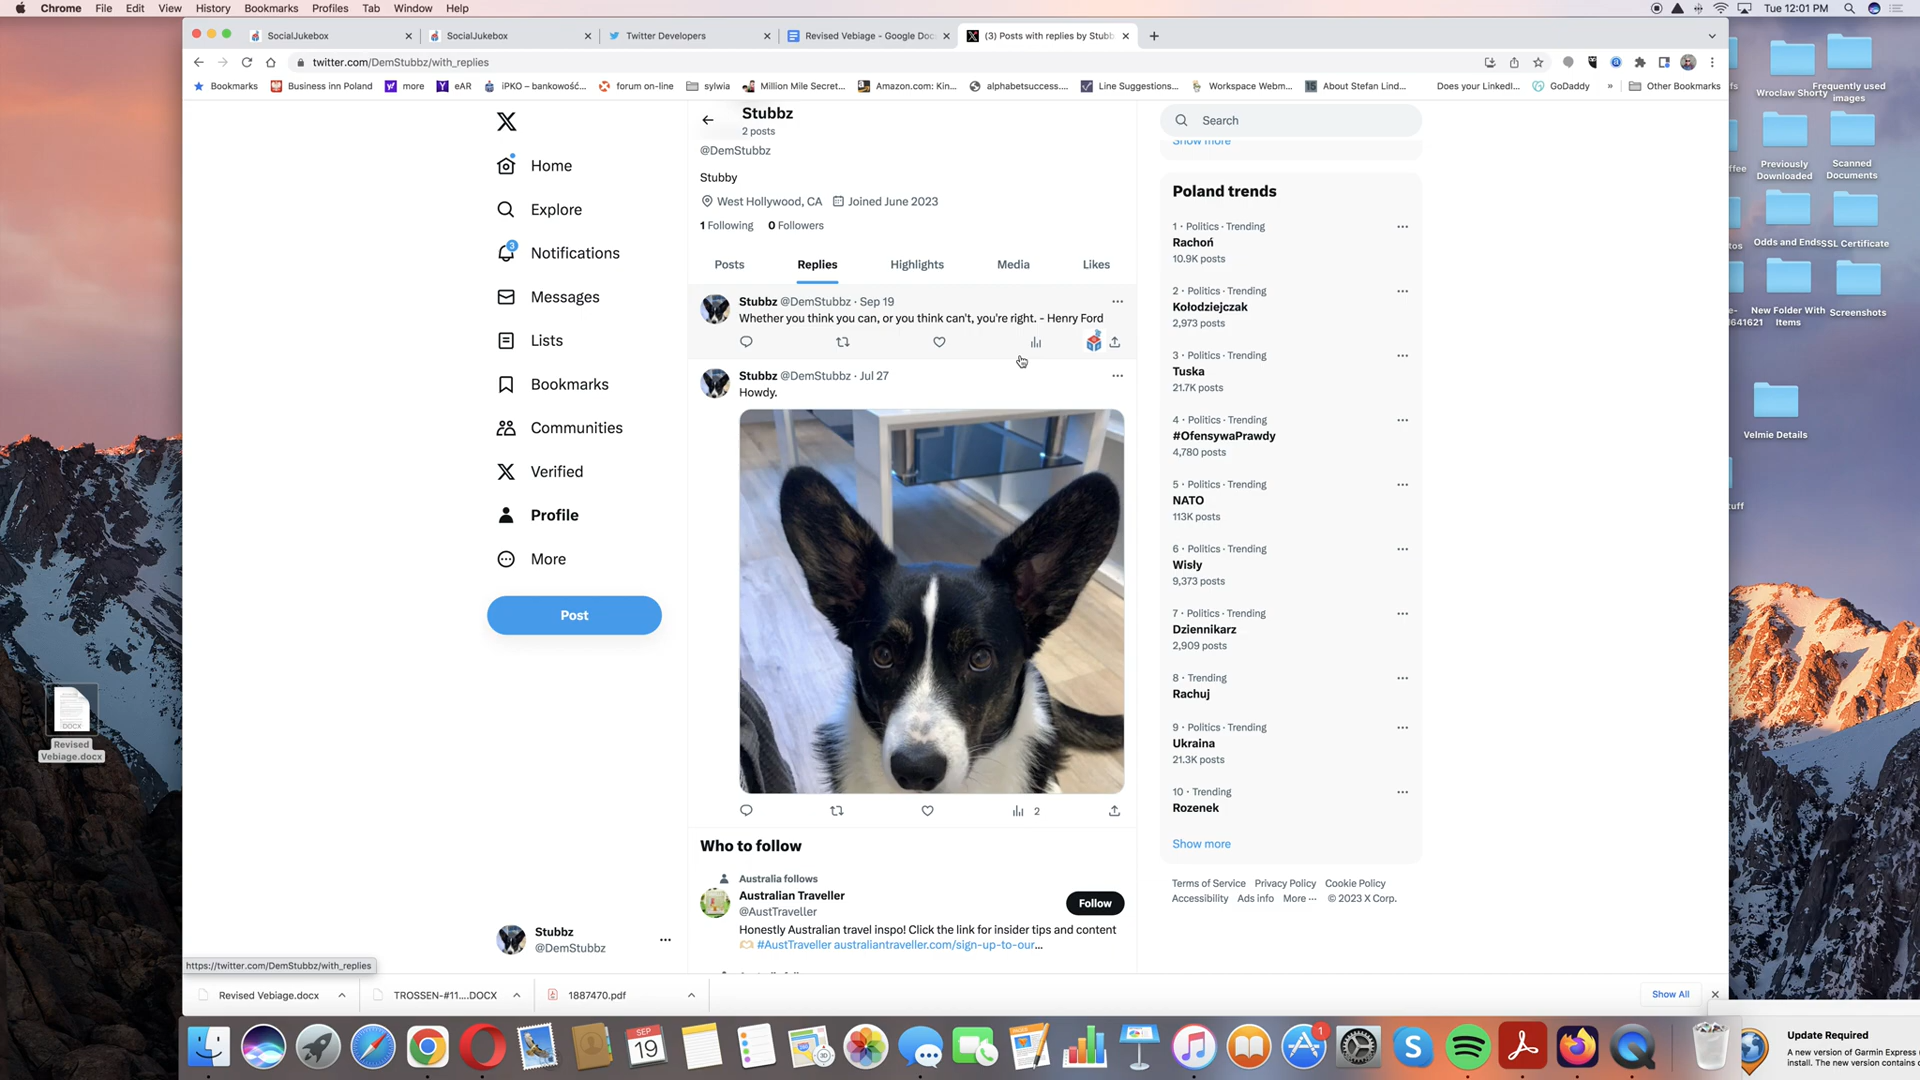 Chrome File Edit View History Bookmarks Profiles Tab Window Help
Tue 12:01 PM
SocialJukebox
SocialJukebox
Twitter Developers
Revised Vebiage - Google Doc
(3) Posts with replies by Stubb
twitter.com/DemStubbz/with_replies
Bookmarks
Business inn Poland
more
eAR
iPKO – bankowość...
forum on-line
sylwia
Million Mile Secret...
Amazon.com: Kin...
alphabetsuccess....
Line Suggestions...
Workspace Webm...
About Stefan Lind...
Does your LinkedI...
GoDaddy
»
Other Bookmarks
Home
Explore
3
Notifications
Messages
Lists
Bookmarks
Communities
Verified
Profile
More
Post
Stubbz
@DemStubbz
https://twitter.com/DemStubbz/with_replies
Stubbz
2 posts
@DemStubbz
Stubby
West Hollywood, CA Joined June 2023
1 Following 0 Followers
Posts Replies Highlights Media Likes
Stubbz @DemStubbz · Sep 19
Whether you think you can, or you think can't, you're right. - Henry Ford
Stubbz @DemStubbz · Jul 27
Howdy.
2
Who to follow
Australia follows
Australian Traveller
@AustTraveller
Follow
Honestly Australian travel inspo! Click the link for insider tips and content
#AustTraveller australiantraveller.com/sign-up-to-our...
Search
Show more
Poland trends
1 · Politics · Trending
Rachoń
10.9K posts
2 · Politics · Trending
Kołodziejczak
2,973 posts
3 · Politics · Trending
Tuska
21.7K posts
4 · Politics · Trending
#OfensywaPrawdy
4,780 posts
5 · Politics · Trending
NATO
113K posts
6 · Politics · Trending
Wisły
9,373 posts
7 · Politics · Trending
Dziennikarz
2,909 posts
8 · Trending
Rachuj
9 · Politics · Trending
Ukraina
21.3K posts
10 · Trending
Rozenek
Show more
Terms of Service Privacy Policy Cookie Policy
Accessibility Ads info More ··· © 2023 X Corp.
Revised Vebiage.docx
TROSSEN-#11....DOCX
1887470.pdf
Show All
Revised
Vebiage.docx
Wroclaw Shorty
Frequently used
images
Previously
Downloaded
Scanned
Documents
Odds and Ends
SSL Certificate
New Folder With
Items
Screenshots
1641621
Velmie Details
SEP
19
1
Update Required
A new version of Garmin Express
install. The new version contains